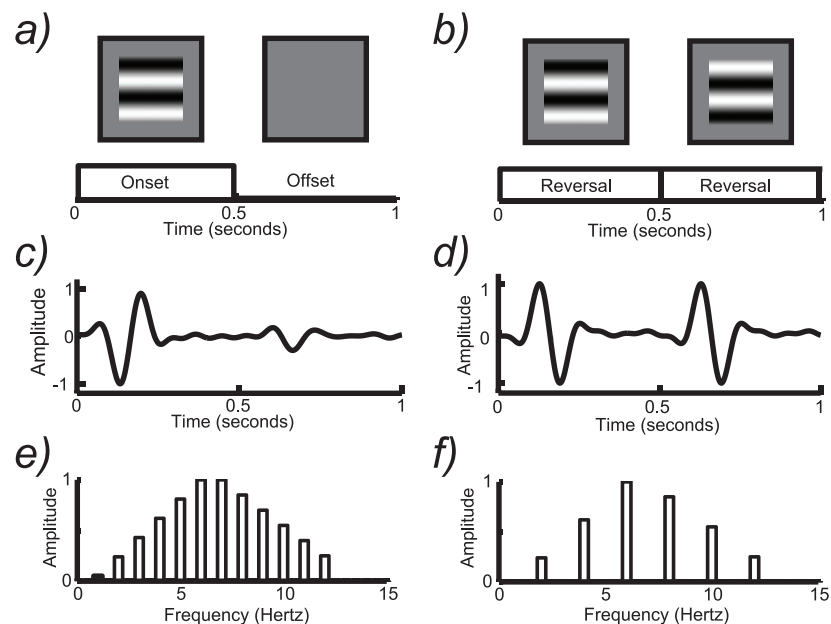 a)
b)
Onset
Offset
0
0.5
1
Time (seconds)
Reversal
Reversal
0
0.5
1
Time (seconds)
c)
d)
Amplitude
1
0
-1
0
0.5
1
Time (seconds)
Amplitude
1
0
-1
0
0.5
1
Time (seconds)
e)
f)
Amplitude
1
0
0
5
10
15
Frequency (Hertz)
Amplitude
1
0
0
5
10
15
Frequency (Hertz)